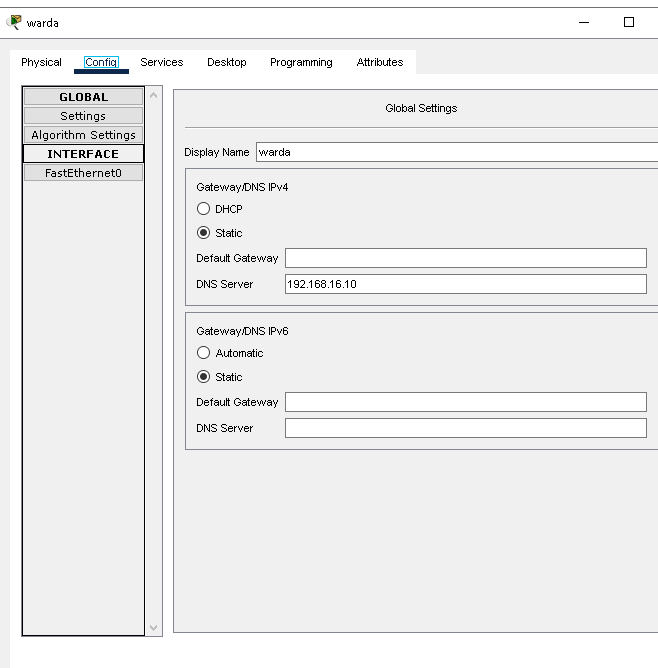 warda
Physical Config Services Desktop Programming Attributes
GLOBAL
Settings
Algorithm Settings
INTERFACE
FastEthernet0
Global Settings
Display Name warda
Gateway/DNS IPv4
DHCP
Static
Default Gateway
DNS Server 192.168.16.10
Gateway/DNS IPv6
Automatic
Static
Default Gateway
DNS Server